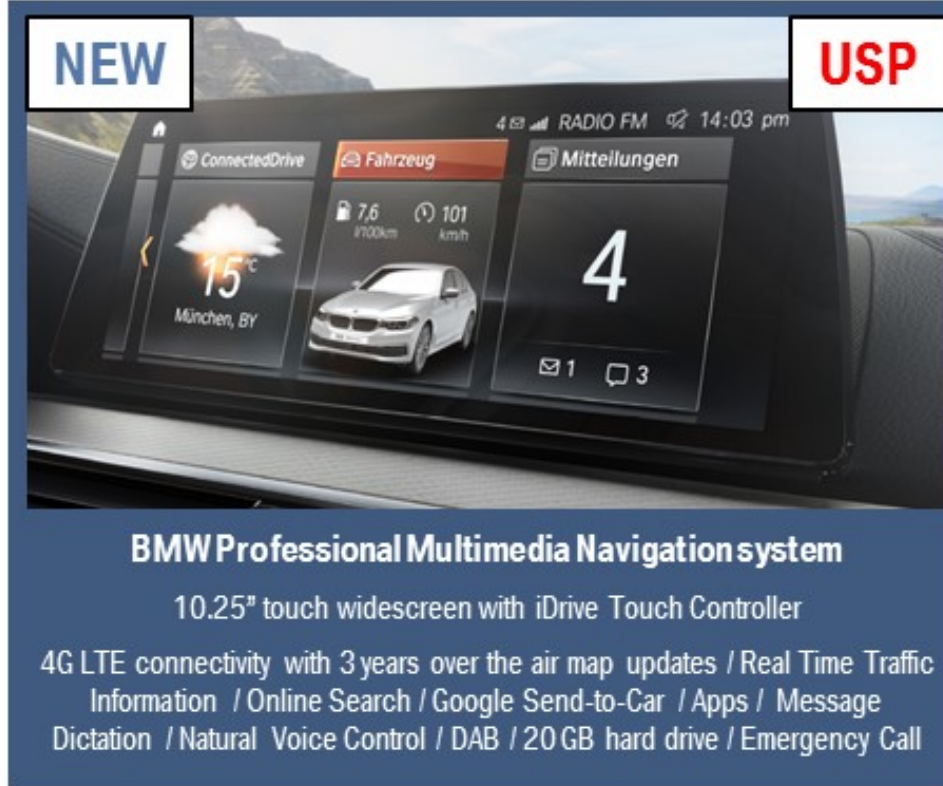 NEW
USP
4 RADIO FM 14:03 pm
ConnectedDrive
Fahrzeug
Mitteilungen
7,6
l/100km
101
km/h
15°C
München, BY
4
1
3
BMW Professional Multimedia Navigation system
10.25” touch widescreen with iDrive Touch Controller
4G LTE connectivity with 3 years over the air map updates / Real Time Traffic
Information / Online Search / Google Send-to-Car / Apps / Message
Dictation / Natural Voice Control / DAB / 20 GB hard drive / Emergency Call